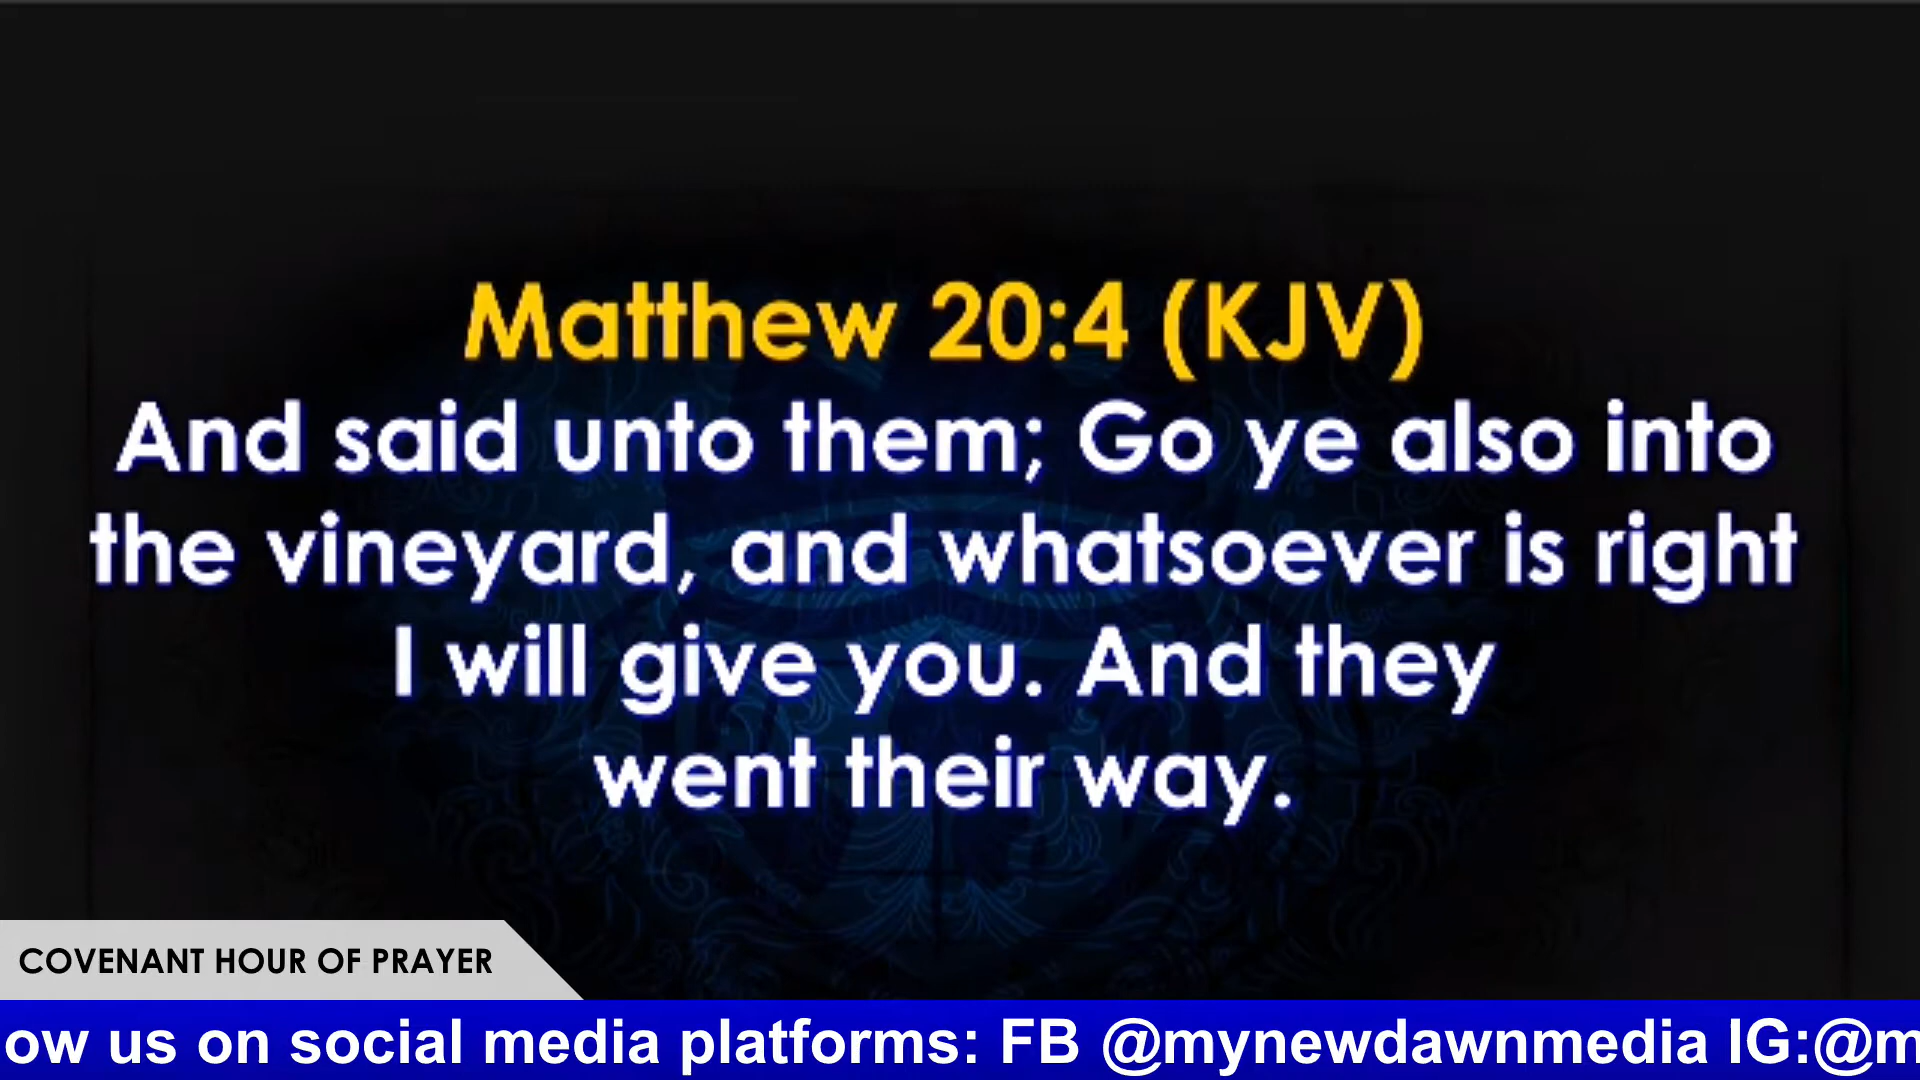 Matthew 20:4 (KJV)
And said unto them; Go ye also into
the vineyard, and whatsoever is right
I will give you. And they
went their way.
COVENANT HOUR OF PRAYER
ow us on social media platforms: FB @mynewdawnmedia IG:@m